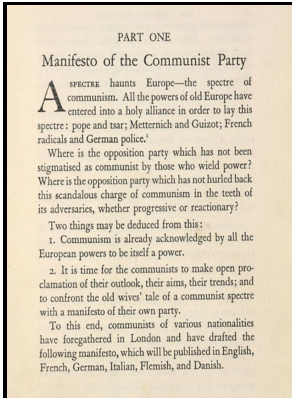 PART ONE
Manifesto of the Communist Party
A SPECTRE haunts Europe—the spectre of
communism. All the powers of old Europe have
entered into a holy alliance in order to lay this
spectre: pope and tsar; Metternich and Guizot; French
radicals and German police.¹
Where is the opposition party which has not been
stigmatised as communist by those who wield power?
Where is the opposition party which has not hurled back
this scandalous charge of communism in the teeth of
its adversaries, whether progressive or reactionary?
Two things may be deduced from this:
1. Communism is already acknowledged by all the
European powers to be itself a power.
2. It is time for the communists to make open pro-
clamation of their outlook, their aims, their trends; and
to confront the old wives' tale of a communist spectre
with a manifesto of their own party.
To this end, communists of various nationalities
have foregathered in London and have drafted the
following manifesto, which will be published in English,
French, German, Italian, Flemish, and Danish.